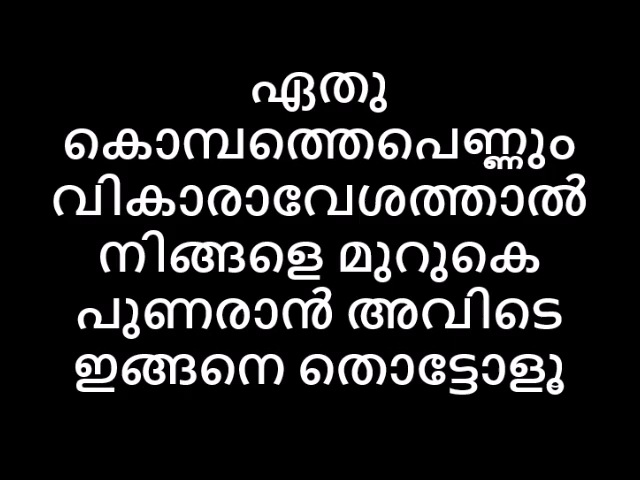 ഏതു
കൊമ്പത്തെപെണ്ണും
വികാരാവേശത്താൽ
നിങ്ങളെ മുറുകെ
പുണരാൻ അവിടെ
ഇങ്ങനെ തൊട്ടോളൂ